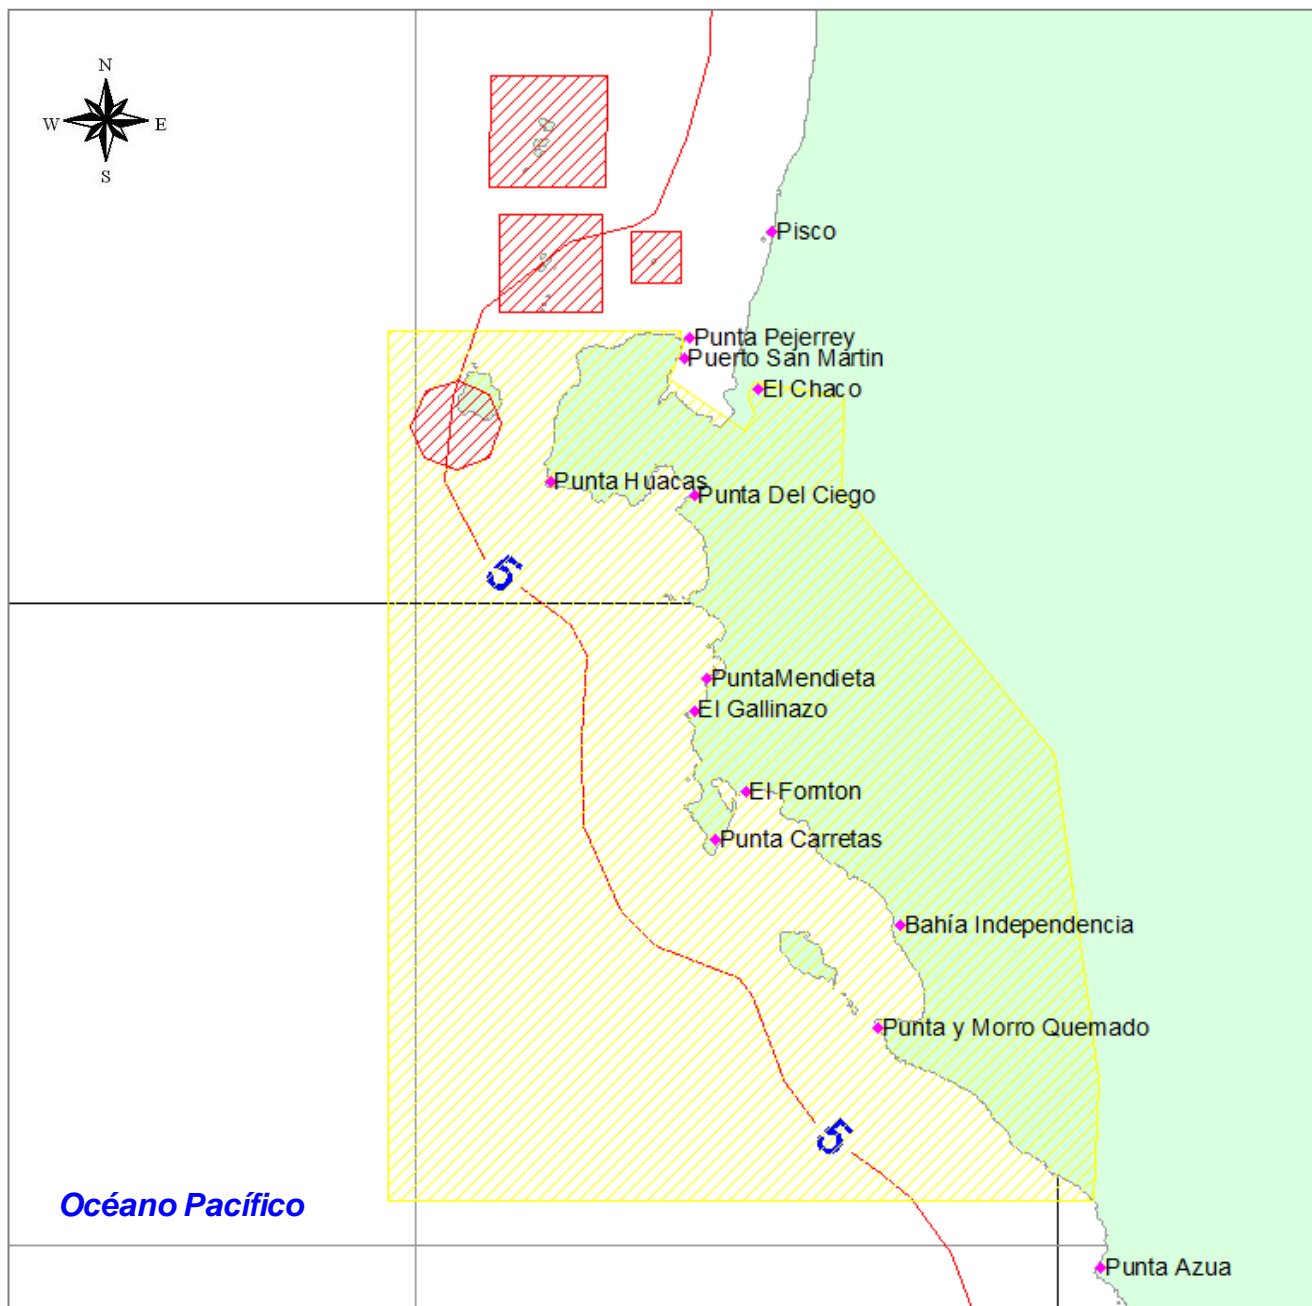 N
W E
S
Pisco
Punta Pejerrey
Puerto San Martin
El Chaco
Punta Huacas
Punta Del Ciego
5
PuntaMendieta
El Gallinazo
El Fornton
Punta Carretas
Bahía Independencia
Punta y Morro Quemado
5
Océano Pacífico
Punta Azua